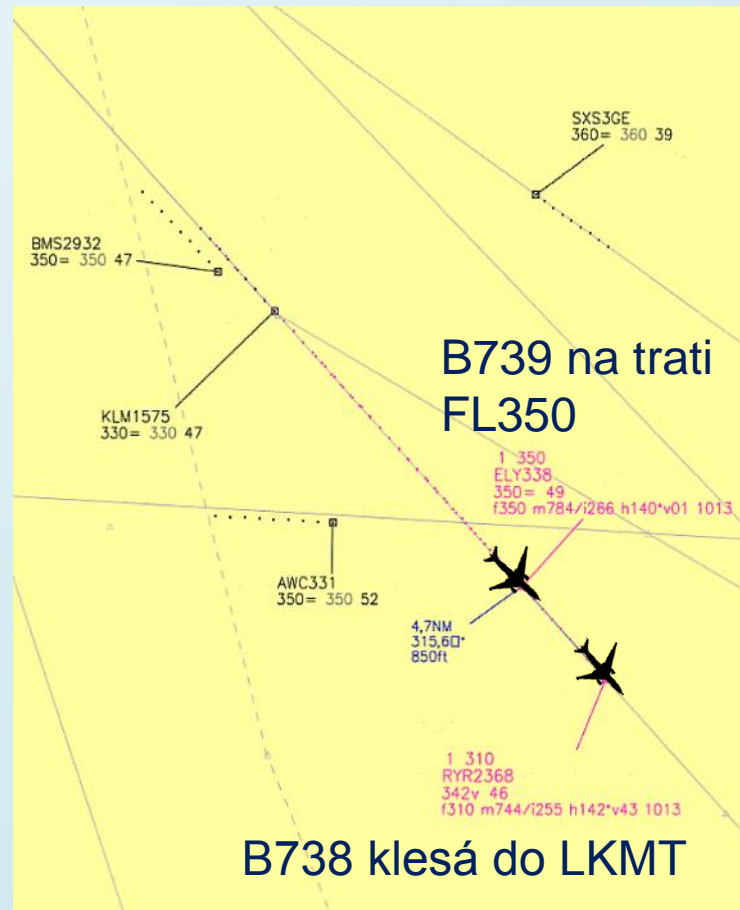 SXS3GE
360= 360 39
BMS2932
350= 350 47
B739 na trati
FL350
KLM1575
330= 330 47
1 350
ELY338
350= 49
f350 m784/i266 h140°v01 1013
AWC331
350= 350 52
4,7NM
315,6□°
850ft
1 310
RYR2368
342v 46
f310 m744/i255 h142°v43 1013
B738 klesá do LKMT